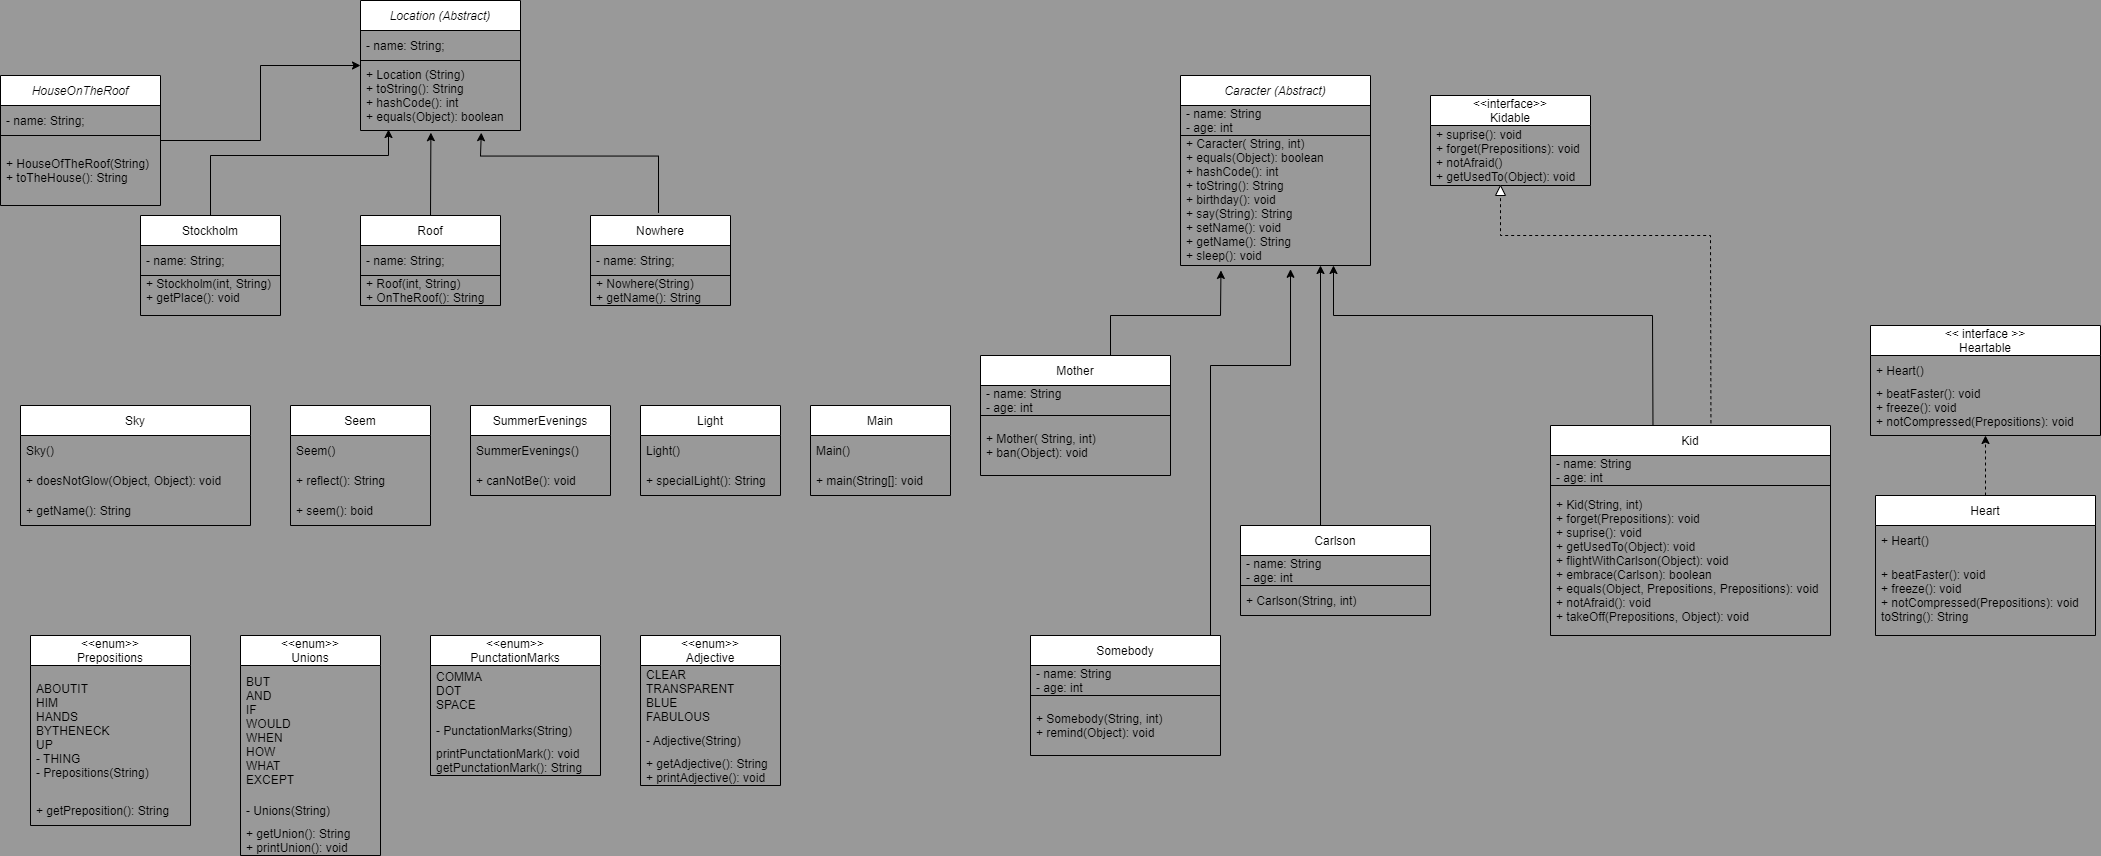 Location (Abstract)
- name: String;
+ Location (String)
+ toString(): String
+ hashCode(): int
+ equals(Object): boolean
HouseOnTheRoof
- name: String;
+ HouseOfTheRoof(String)
+ toTheHouse(): String
Stockholm
- name: String;
+ Stockholm(int, String)
+ getPlace(): void
Roof
- name: String;
+ Roof(int, String)
+ OnTheRoof(): String
Nowhere
- name: String;
+ Nowhere(String)
+ getName(): String
Caracter (Abstract)
- name: String
- age: int
+ Caracter( String, int)
+ equals(Object): boolean
+ hashCode(): int
+ toString(): String
+ birthday(): void
+ say(String): String
+ setName(): void
+ getName(): String
+ sleep(): void
<<interface>>
Kidable
+ suprise(): void
+ forget(Prepositions): void
+ notAfraid()
+ getUsedTo(Object): void
<< interface >>
Heartable
+ Heart()
+ beatFaster(): void
+ freeze(): void
+ notCompressed(Prepositions): void
Sky
Sky()
+ doesNotGlow(Object, Object): void
+ getName(): String
Seem
Seem()
+ reflect(): String
+ seem(): boid
SummerEvenings
SummerEvenings()
+ canNotBe(): void
Light
Light()
+ specialLight(): String
Main
Main()
+ main(String[]: void
Mother
- name: String
- age: int
+ Mother( String, int)
+ ban(Object): void
Carlson
- name: String
- age: int
+ Carlson(String, int)
Kid
- name: String
- age: int
+ Kid(String, int)
+ forget(Prepositions): void
+ suprise(): void
+ getUsedTo(Object): void
+ flightWithCarlson(Object): void
+ embrace(Carlson): boolean
+ equals(Object, Prepositions, Prepositions): void
+ notAfraid(): void
+ takeOff(Prepositions, Object): void
Heart
+ Heart()
+ beatFaster(): void
+ freeze(): void
+ notCompressed(Prepositions): void
toString(): String
<<enum>>
Prepositions
ABOUTIT
HIM
HANDS
BYTHENECK
UP
- THING
- Prepositions(String)
+ getPreposition(): String
<<enum>>
Unions
BUT
AND
IF
WOULD
WHEN
HOW
WHAT
EXCEPT
- Unions(String)
+ getUnion(): String
+ printUnion(): void
<<enum>>
PunctationMarks
COMMA
DOT
SPACE
- PunctationMarks(String)
printPunctationMark(): void
getPunctationMark(): String
<<enum>>
Adjective
CLEAR
TRANSPARENT
BLUE
FABULOUS
- Adjective(String)
+ getAdjective(): String
+ printAdjective(): void
Somebody
- name: String
- age: int
+ Somebody(String, int)
+ remind(Object): void